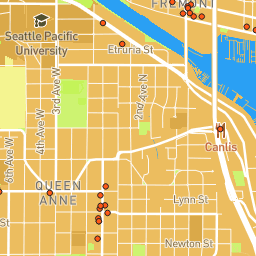 FREMONT
Seattle Pacific
University
Etruria St
3rd Ave W
2nd Ave N
4th Ave W
6th Ave W
Canlis
QUEEN
ANNE
Lynn St
Newton St